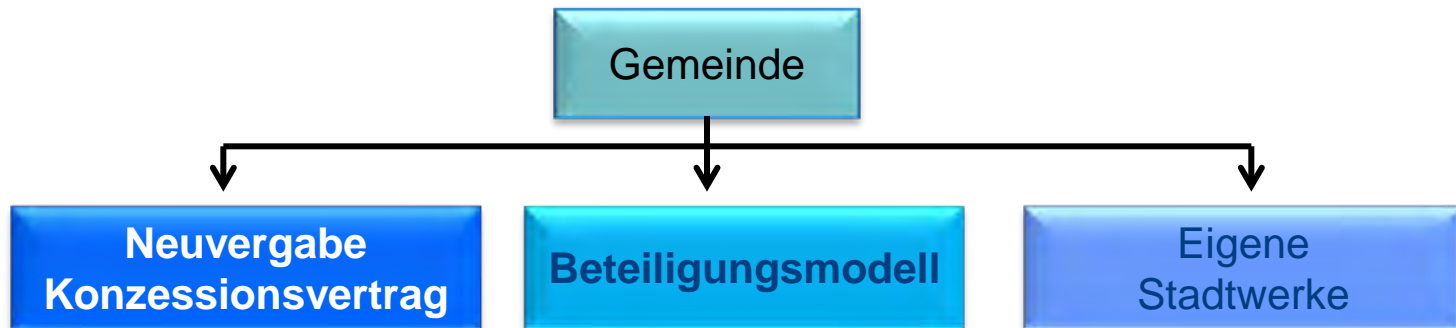 Gemeinde
Neuvergabe
Konzessionsvertrag
Beteiligungsmodell
Eigene
Stadtwerke